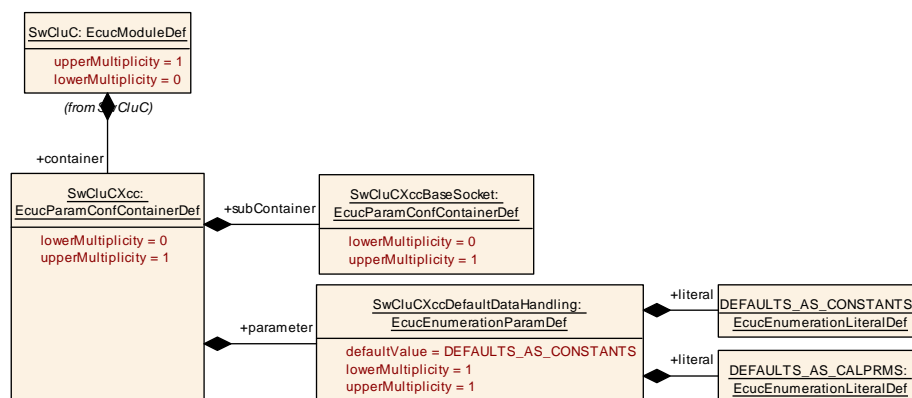 SwCluC: EcucModuleDef
upperMultiplicity = 1
lowerMultiplicity = 0
(from SwCluC)
+container
SwCluCXcc:
EcucParamConfContainerDef
lowerMultiplicity = 0
upperMultiplicity = 1
+subContainer
SwCluCXccBaseSocket:
EcucParamConfContainerDef
lowerMultiplicity = 0
upperMultiplicity = 1
+parameter
SwCluCXccDefaultDataHandling:
EcucEnumerationParamDef
defaultValue = DEFAULTS_AS_CONSTANTS
lowerMultiplicity = 1
upperMultiplicity = 1
+literal
DEFAULTS_AS_CONSTANTS
EcucEnumerationLiteralDef
+literal
DEFAULTS_AS_CALPRMS:
EcucEnumerationLiteralDef